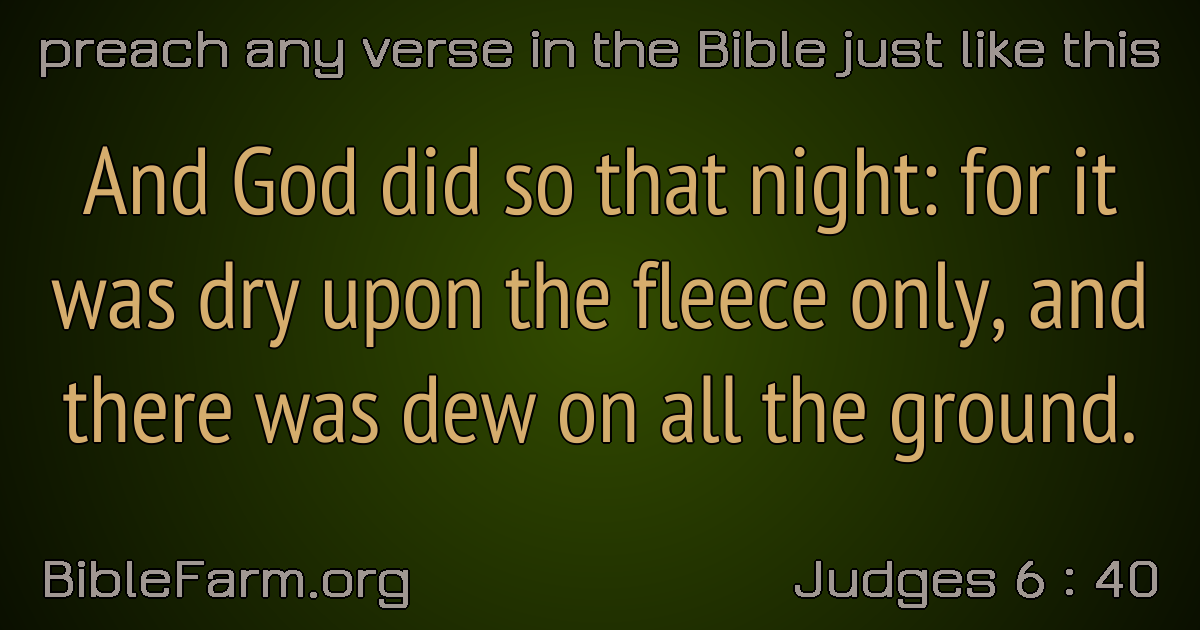 preach any verse in the Bible just like this
And God did so that night: for it
was dry upon the fleece only, and
there was dew on all the ground.
BibleFarm.org
Judges 6 : 40